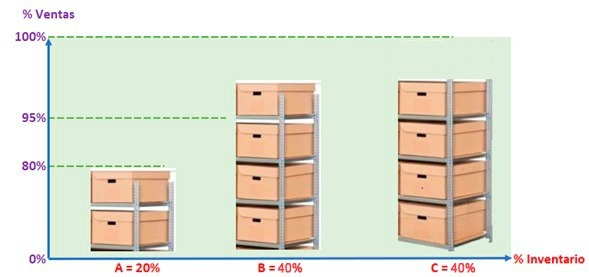 % Ventas
100%
95%
80%
0%
A = 20%
B = 40%
C = 40%
% Inventario